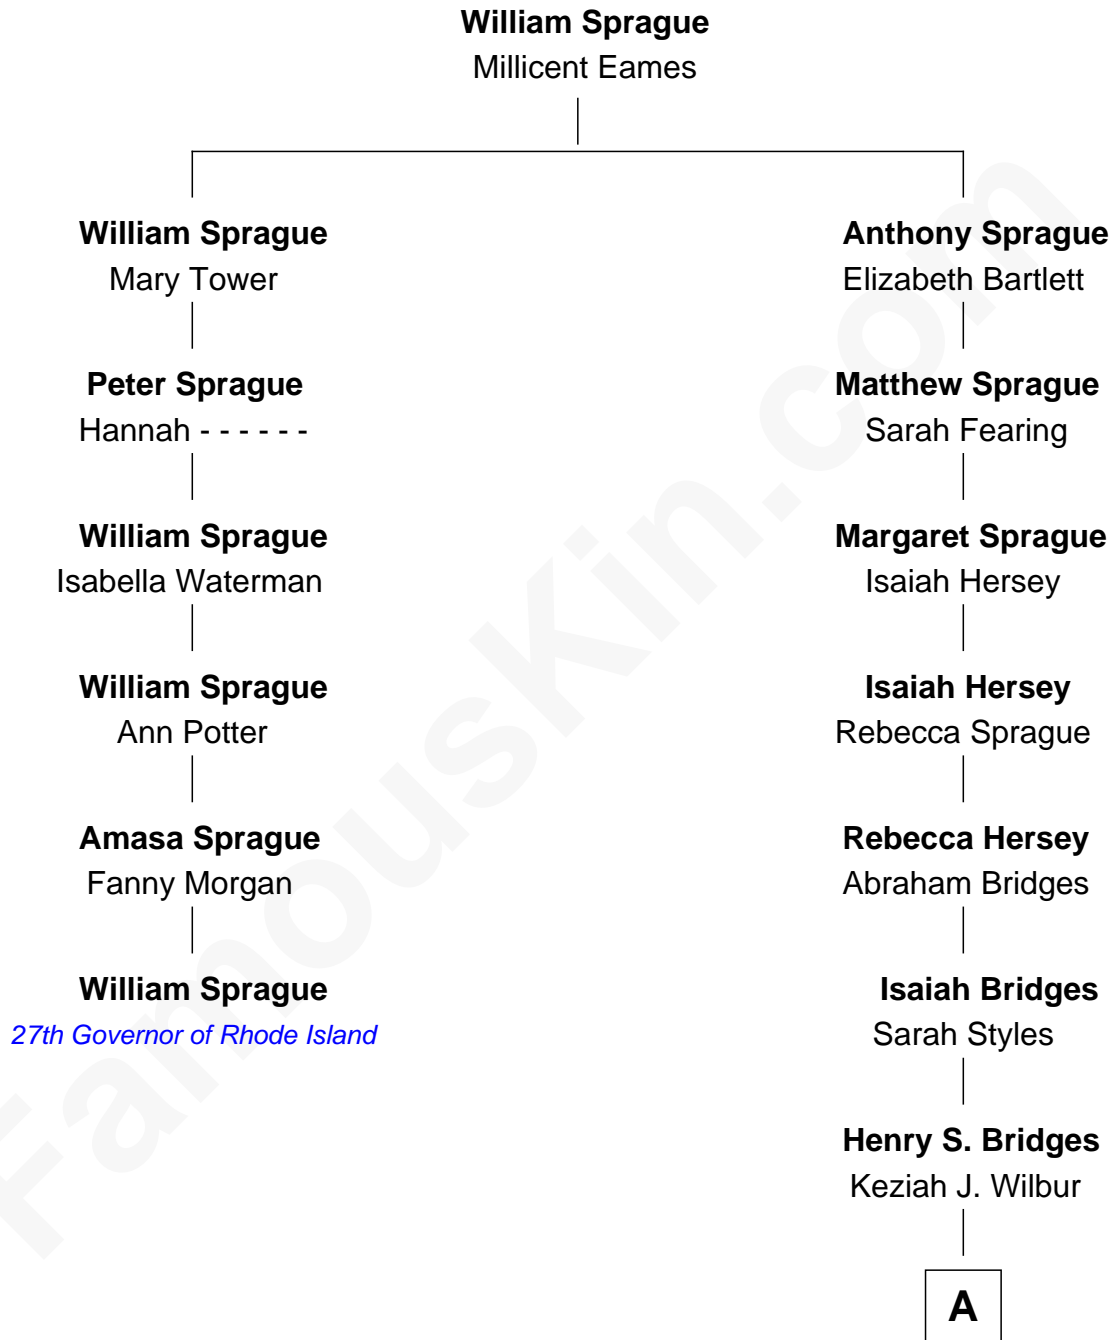 William Sprague
Millicent Eames
William Sprague
Mary Tower
Anthony Sprague
Elizabeth Bartlett
Peter Sprague
Hannah - - - - - -
Matthew Sprague
Sarah Fearing
William Sprague
Isabella Waterman
Margaret Sprague
Isaiah Hersey
William Sprague
Ann Potter
Isaiah Hersey
Rebecca Sprague
Amasa Sprague
Fanny Morgan
Rebecca Hersey
Abraham Bridges
William Sprague
27th Governor of Rhode Island
Isaiah Bridges
Sarah Styles
Henry S. Bridges
Keziah J. Wilbur
A
FamousKin.com